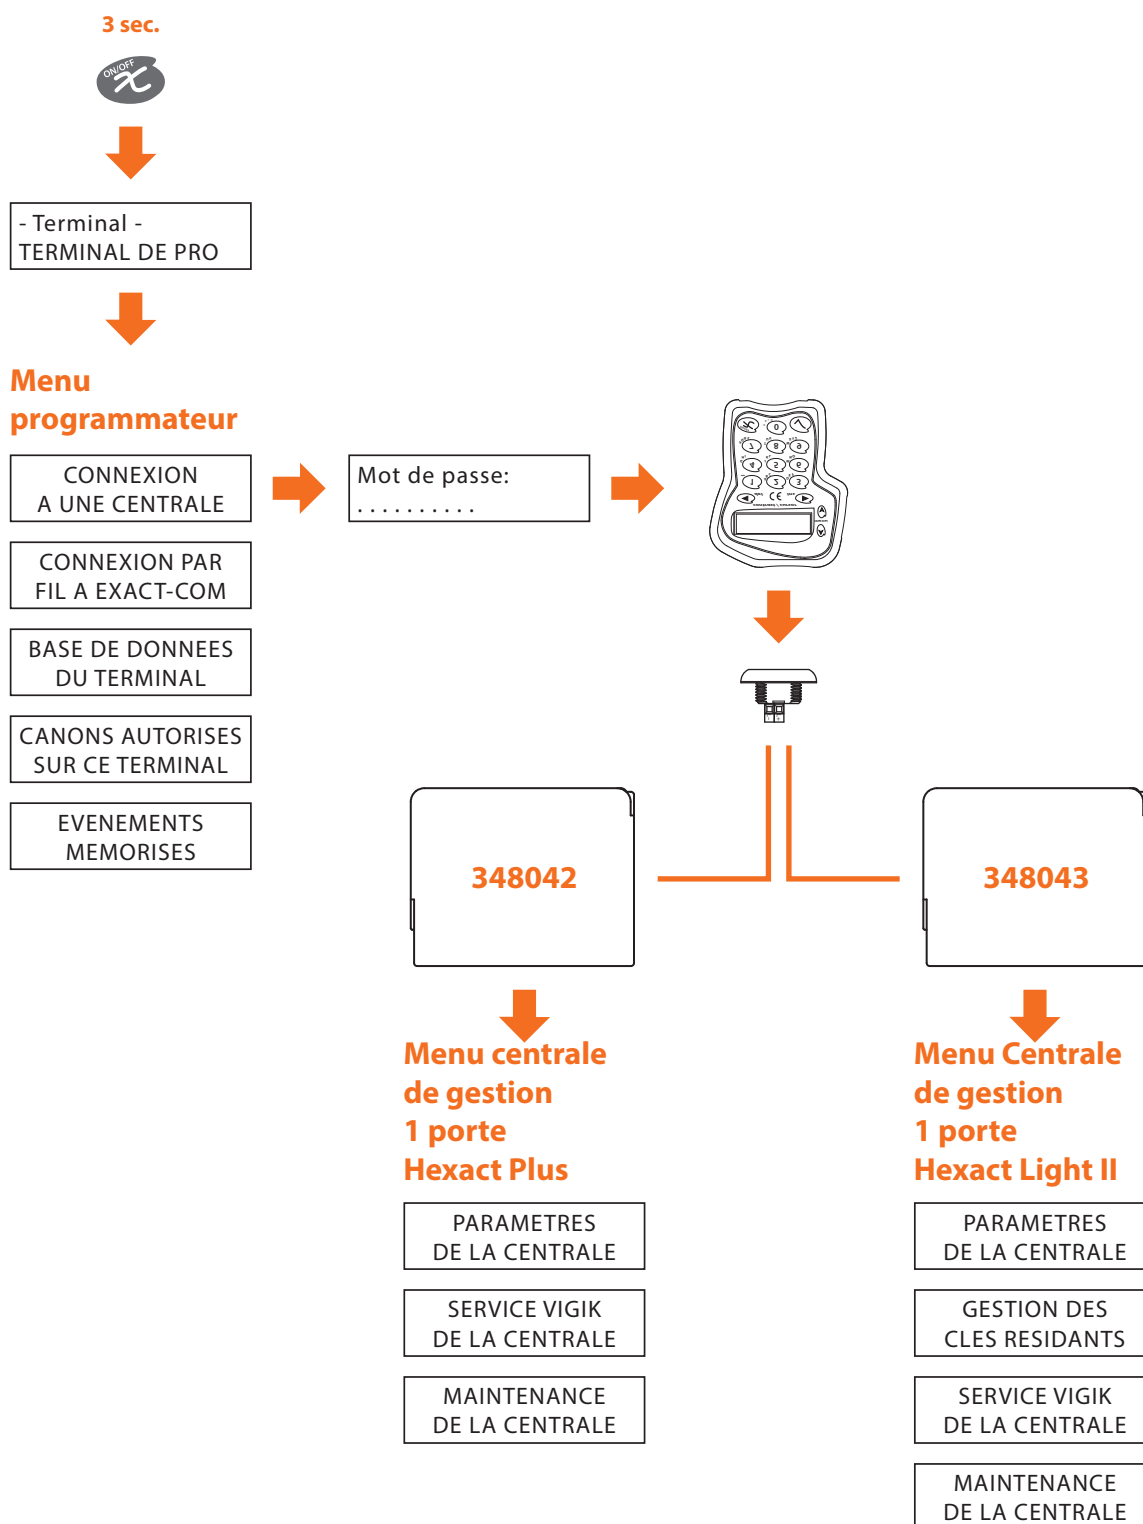 3 sec.
ON/OFF
- Terminal -
TERMINAL DE PRO
Menu
programmateur
CONNEXION
A UNE CENTRALE
Mot de passe:
. . . . . . . . . .
CONNEXION PAR
FIL A EXACT-COM
BASE DE DONNEES
DU TERMINAL
CANONS AUTORISES
SUR CE TERMINAL
EVENEMENTS
MEMORISES
348042
348043
Menu centrale
de gestion
1 porte
Hexact Plus
PARAMETRES
DE LA CENTRALE
SERVICE VIGIK
DE LA CENTRALE
MAINTENANCE
DE LA CENTRALE
Menu Centrale
de gestion
1 porte
Hexact Light II
PARAMETRES
DE LA CENTRALE
GESTION DES
CLES RESIDANTS
SERVICE VIGIK
DE LA CENTRALE
MAINTENANCE
DE LA CENTRALE